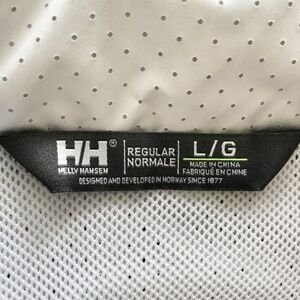 HH®
HELLY HANSEN
REGULAR
NORMALE
L/G
MADE IN CHINA
FABRIQUÉ EN CHINE
DESIGNED AND DEVELOPED IN NORWAY SINCE 1877